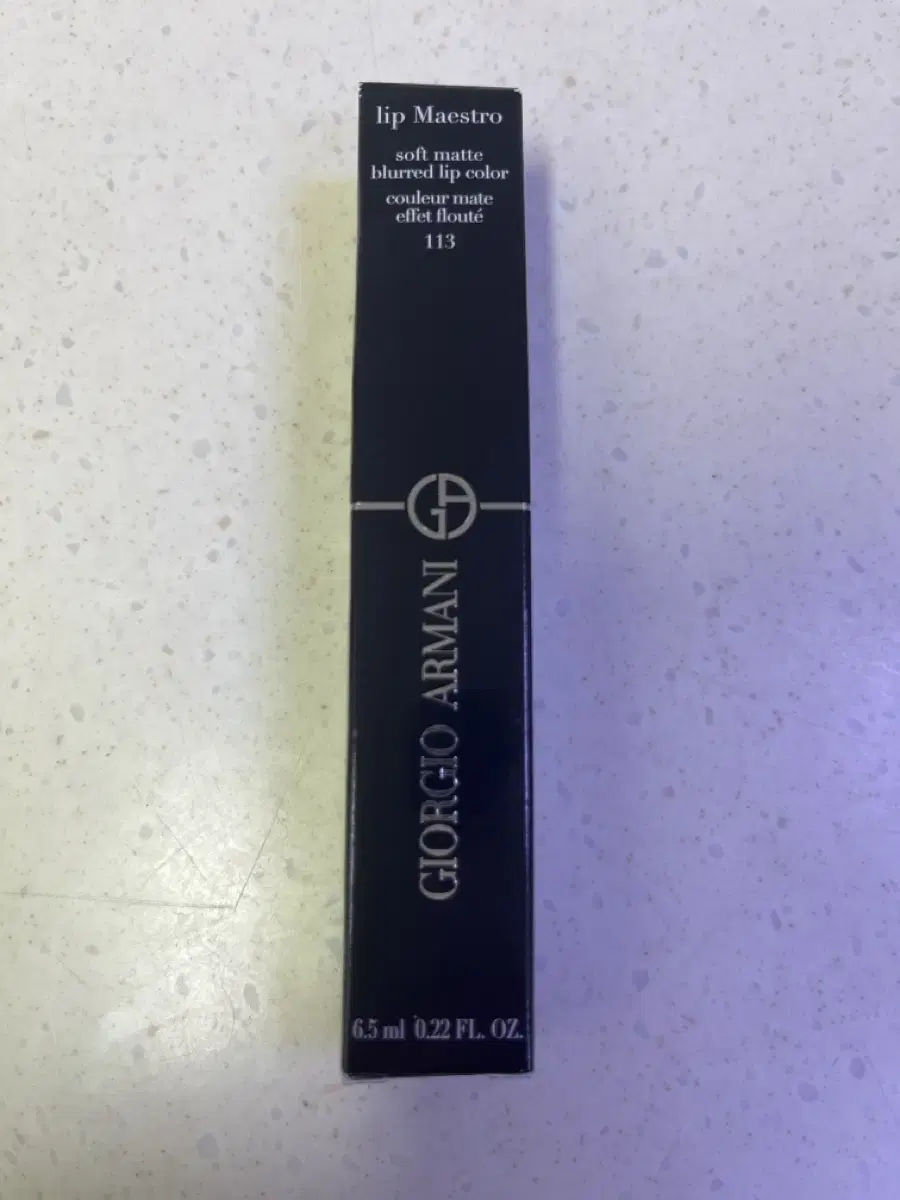 lip Maestro
soft matte
blurred lip color
couleur mate
effet flouté
113
GA
GIORGIO ARMANI
6.5 ml 0.22 FL. OZ.